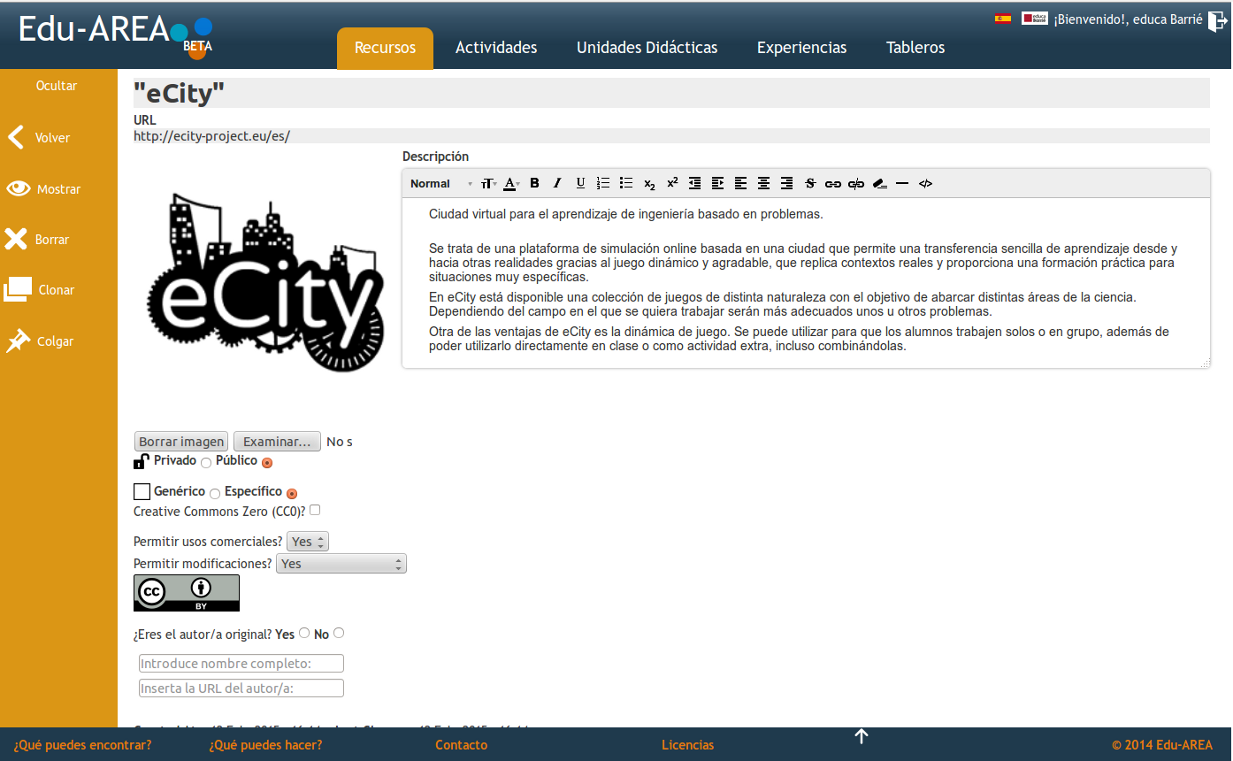 Edu-AREA
BETA
¡Bienvenido!, educa Barrié
Recursos Actividades Unidades Didácticas Experiencias Tableros
Ocultar
Volver
Mostrar
Borrar
Clonar
Colgar
"eCity"
URL
http://ecity-project.eu/es/
eCity
Descripción
Normal
Ciudad virtual para el aprendizaje de ingeniería basado en problemas.
Se trata de una plataforma de simulación online basada en una ciudad que permite una transferencia sencilla de aprendizaje desde y
hacia otras realidades gracias al juego dinámico y agradable, que replica contextos reales y proporciona una formación práctica para
situaciones muy específicas.
En eCity está disponible una colección de juegos de distinta naturaleza con el objetivo de abarcar distintas áreas de la ciencia.
Dependiendo del campo en el que se quiera trabajar serán más adecuados unos u otros problemas.
Otra de las ventajas de eCity es la dinámica de juego. Se puede utilizar para que los alumnos trabajen solos o en grupo, además de
poder utilizarlo directamente en clase o como actividad extra, incluso combinándolas.
Borrar imagen Examinar... No s
Privado Público
Genérico Específico
Creative Commons Zero (CC0)?
Permitir usos comerciales? Yes
Permitir modificaciones? Yes
cc
BY
¿Eres el autor/a original? Yes No
Introduce nombre completo:
Inserta la URL del autor/a:
¿Qué puedes encontrar? ¿Qué puedes hacer? Contacto Licencias © 2014 Edu-AREA